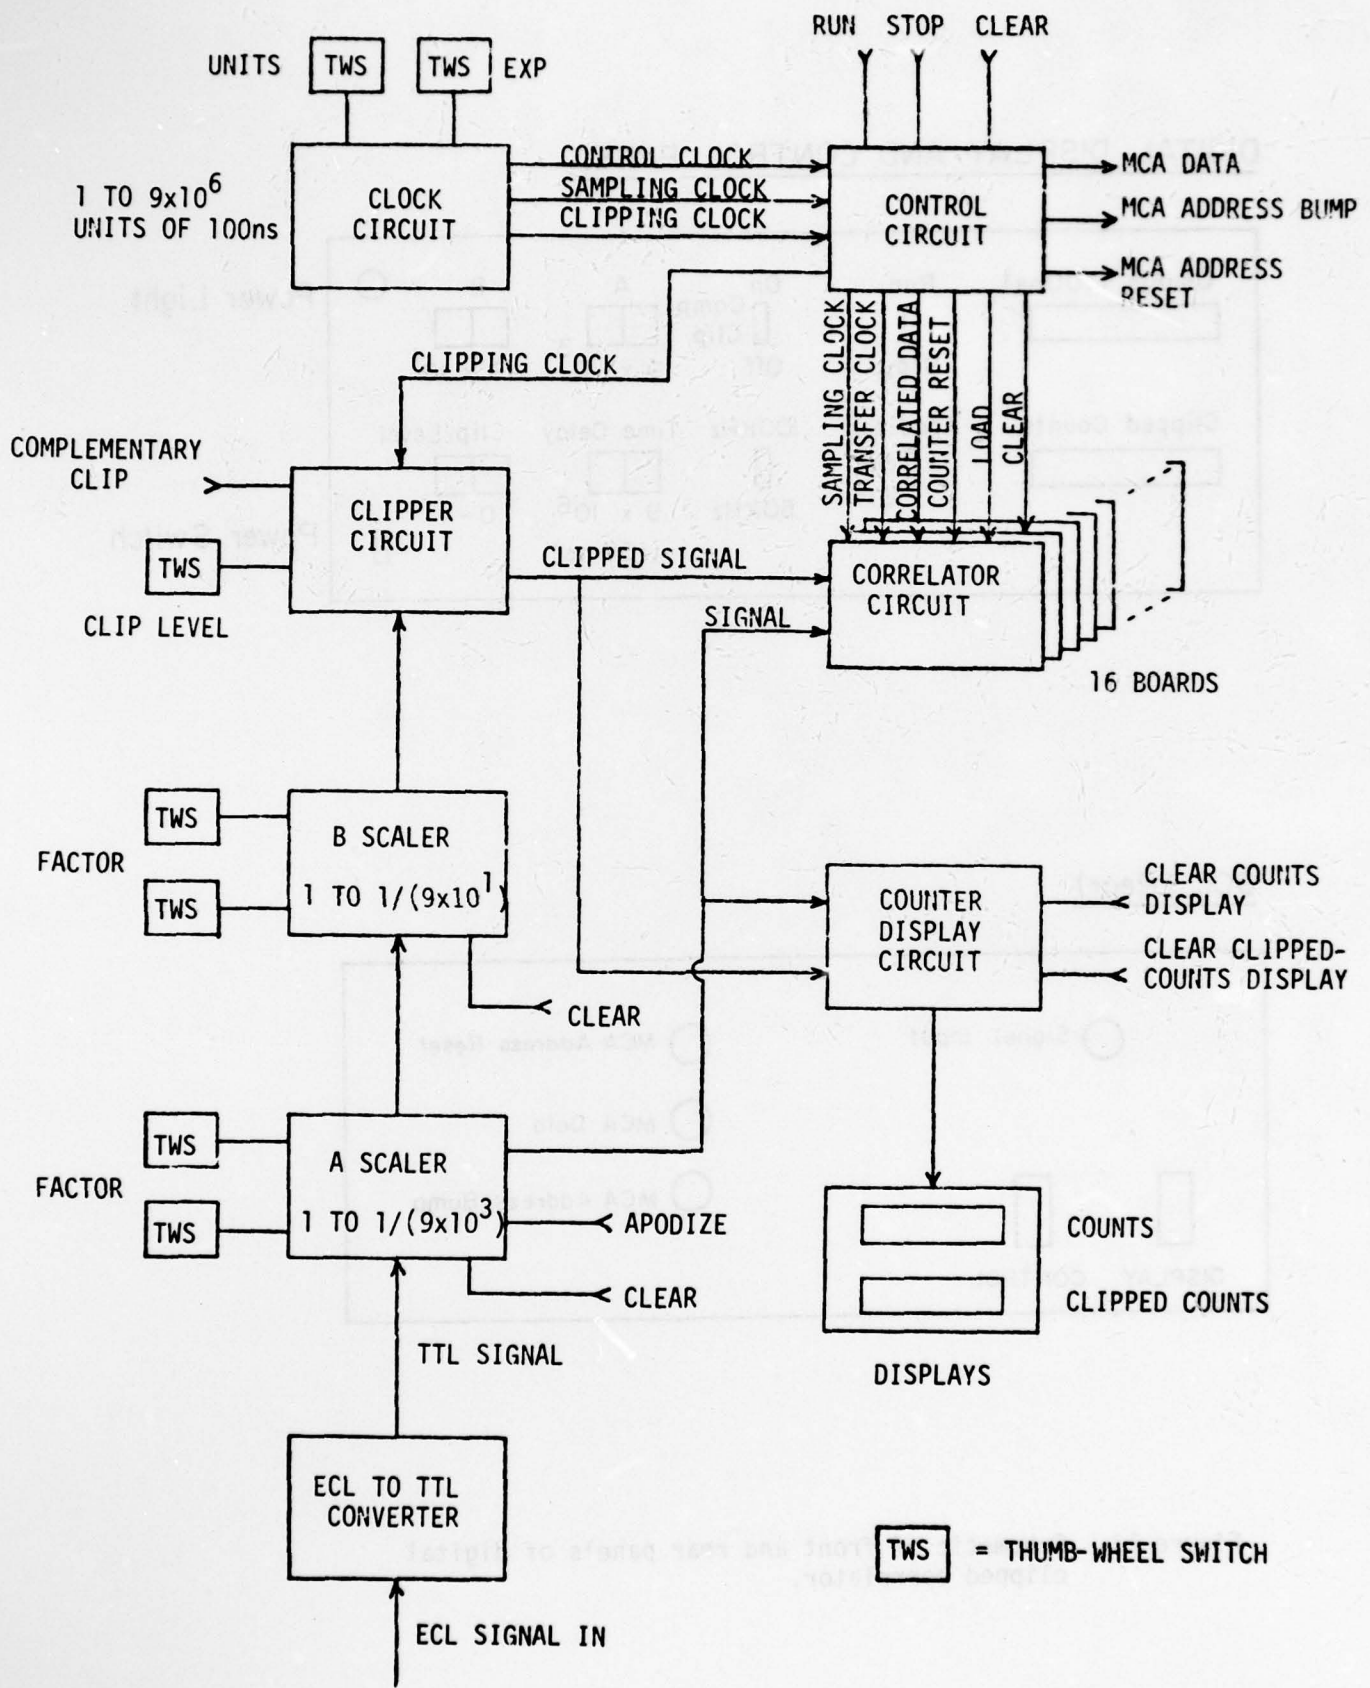 RUN STOP CLEAR
UNITS TWS TWS EXP
1 TO 9x10^6
UNITS OF 100ns
CLOCK
CIRCUIT
CONTROL CLOCK
SAMPLING CLOCK
CLIPPING CLOCK
CONTROL
CIRCUIT
MCA DATA
MCA ADDRESS BUMP
MCA ADDRESS
RESET
CLIPPING CLOCK
SAMPLING CLOCK
TRANSFER CLOCK
CORRELATED DATA
COUNTER RESET
LOAD
CLEAR
COMPLEMENTARY
CLIP
TWS
CLIP LEVEL
CLIPPER
CIRCUIT
CLIPPED SIGNAL
SIGNAL
CORRELATOR
CIRCUIT
16 BOARDS
TWS
FACTOR
TWS
B SCALER
1 TO 1/(9x10^1)
CLEAR
COUNTER
DISPLAY
CIRCUIT
CLEAR COUNTS
DISPLAY
CLEAR CLIPPED-
COUNTS DISPLAY
TWS
FACTOR
TWS
A SCALER
1 TO 1/(9x10^3)
APODIZE
CLEAR
COUNTS
CLIPPED COUNTS
DISPLAYS
TTL SIGNAL
ECL TO TTL
CONVERTER
TWS = THUMB-WHEEL SWITCH
ECL SIGNAL IN